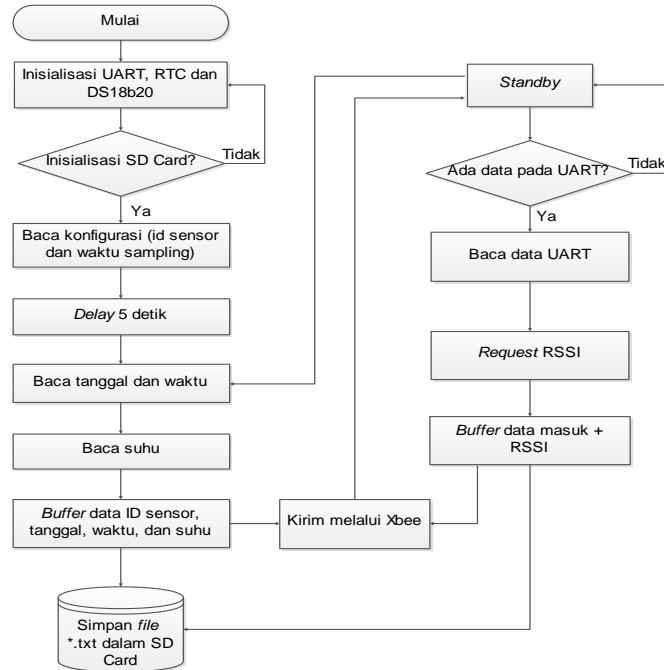 Mulai
Inisialisasi UART, RTC dan
DS18b20
Inisialisasi SD Card?
Tidak
Ya
Baca konfigurasi (id sensor
dan waktu sampling)
Delay 5 detik
Baca tanggal dan waktu
Baca suhu
Buffer data ID sensor,
tanggal, waktu, dan suhu
Simpan file
*.txt dalam SD
Card
Kirim melalui Xbee
Standby
Ada data pada UART?
Tidak
Ya
Baca data UART
Request RSSI
Buffer data masuk +
RSSI